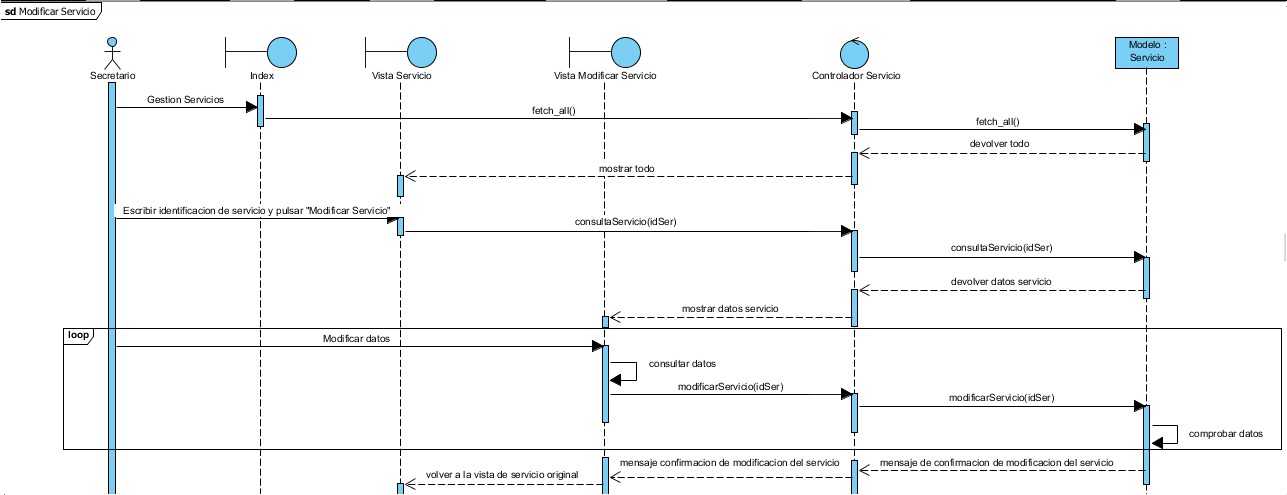 sd Modificar Servicio
Secretario
Index
Vista Servicio
Vista Modificar Servicio
Controlador Servicio
Modelo :
Servicio
Gestion Servicios
fetch_all()
fetch_all()
devolver todo
mostrar todo
Escribir identificacion de servicio y pulsar "Modificar Servicio"
consultaServicio(idSer)
consultaServicio(idSer)
devolver datos servicio
mostrar datos servicio
loop
Modificar datos
consultar datos
modificarServicio(idSer)
modificarServicio(idSer)
comprobar datos
mensaje de confirmacion de modificacion del servicio
mensaje confirmacion de modificacion del servicio
volver a la vista de servicio original